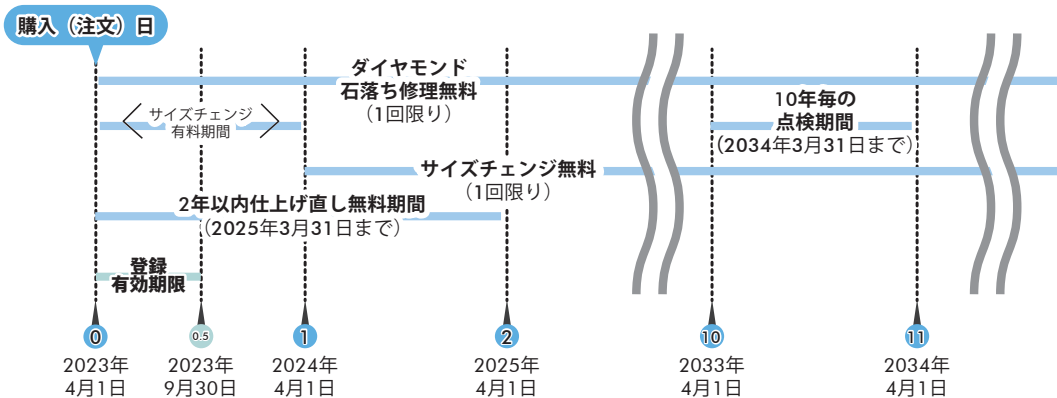 購入（注文）日
ダイヤモンド
石落ち修理無料
（1回限り）
サイズチェンジ
有料期間
10年毎の
点検期間
（2034年3月31日まで）
サイズチェンジ無料
（1回限り）
2年以内仕上げ直し無料期間
（2025年3月31日まで）
登録
有効期限
0
0.5
1
2
10
11
2023年
4月1日
2023年
9月30日
2024年
4月1日
2025年
4月1日
2033年
4月1日
2034年
4月1日